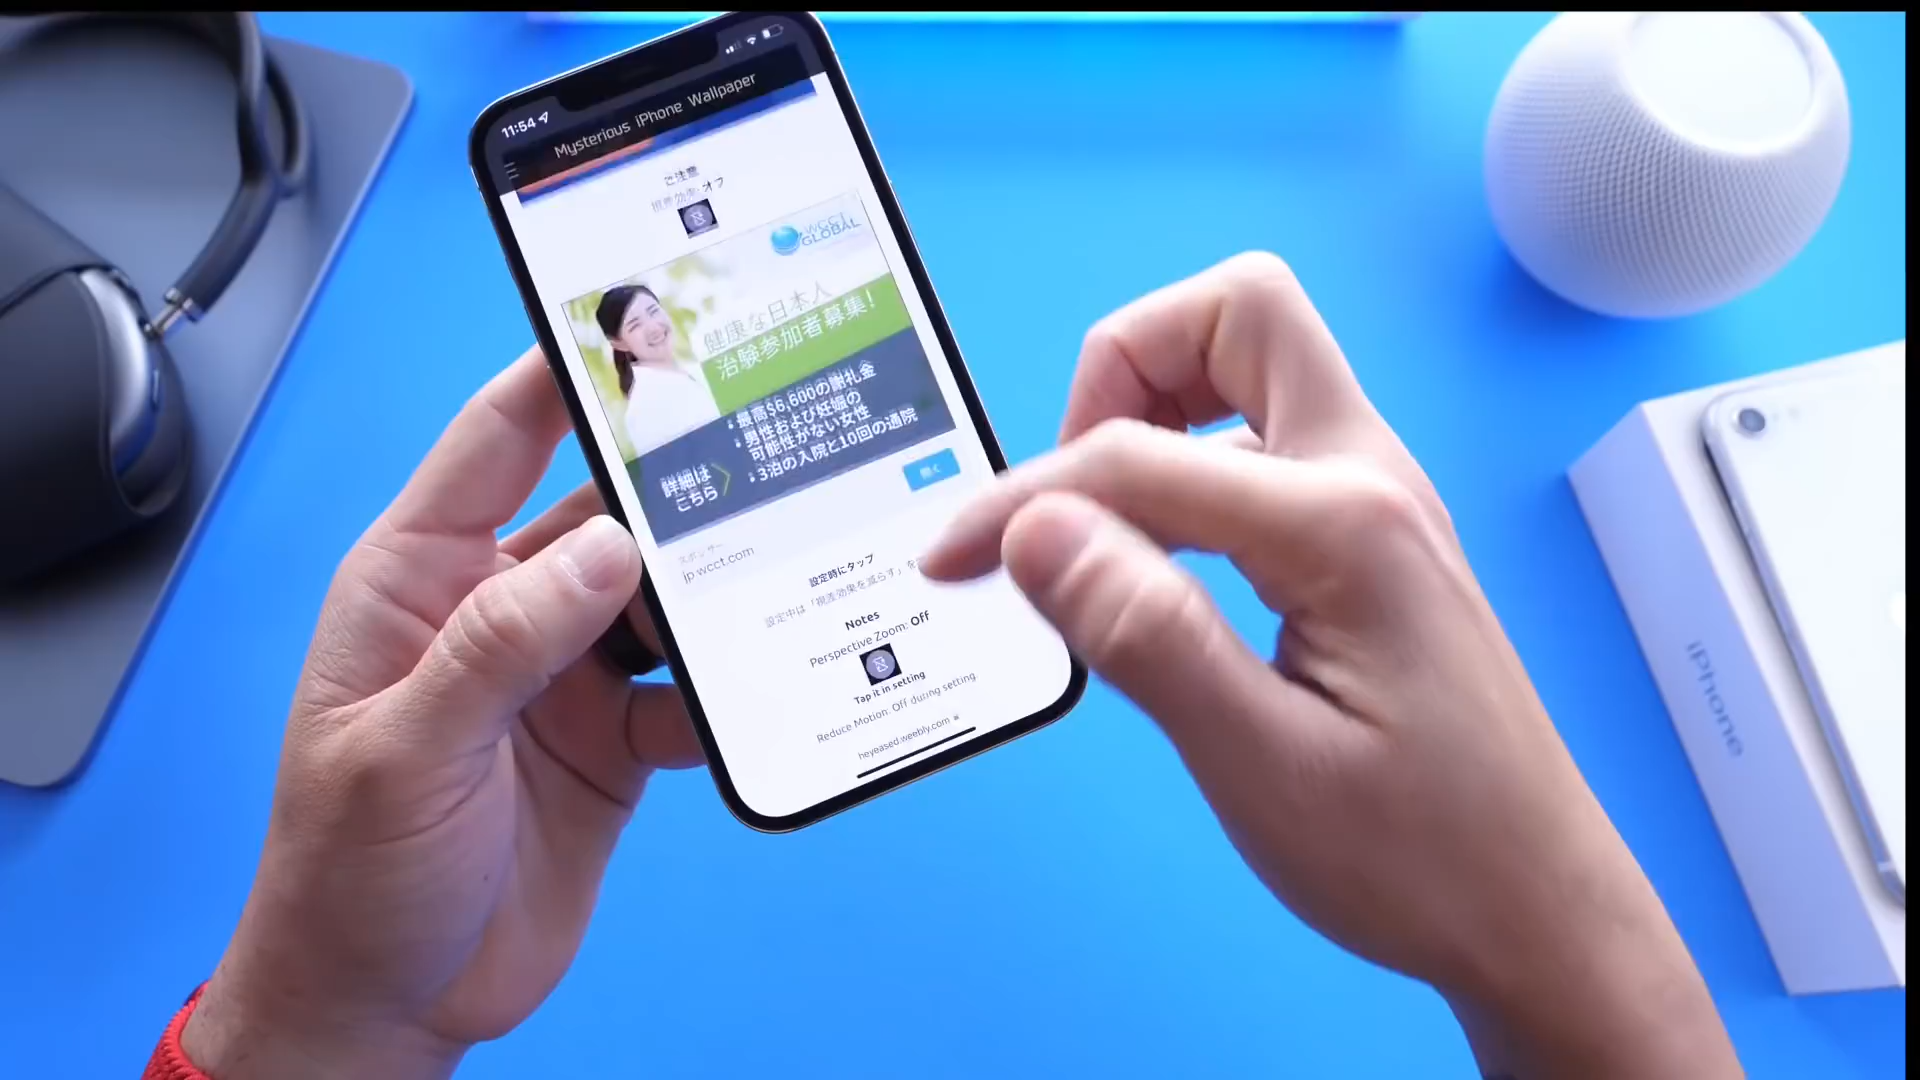 11:54
Mysterious iPhone Wallpaper
ご注意
視差効果: オフ
WCCT
GLOBAL
健康な日本人
治験参加者募集!
・最高$6,600の謝礼金
・男性および妊娠の
可能性がない女性
・3泊の入院と10回の通院
詳細は
こちら
開く
スポンサー
jp.wcct.com
設定時にタップ
設定中は「視差効果を減らす」を
Notes
Perspective Zoom: Off
Tap it in setting
Reduce Motion: Off during setting
heyeased.weebly.com
iPhone